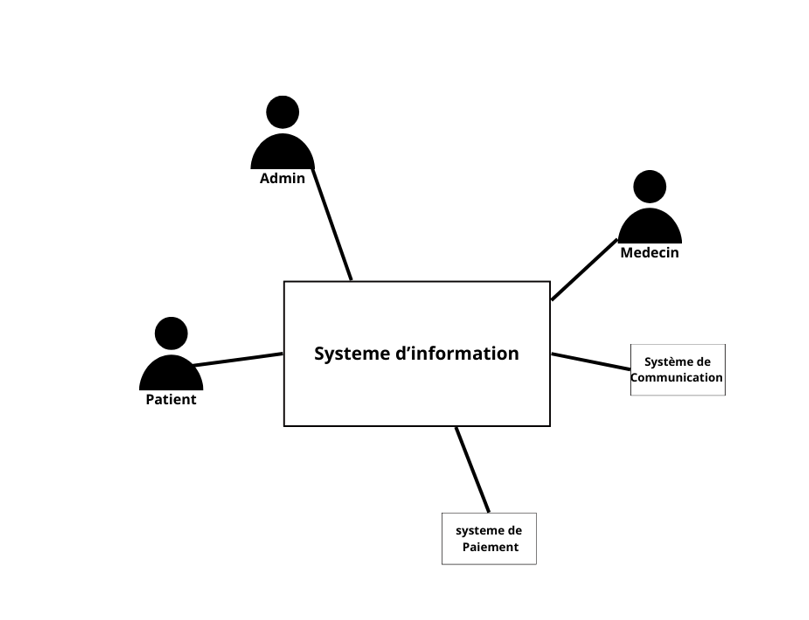 Admin
Medecin
Systeme d’information
Système de
Communication
Patient
systeme de
Paiement